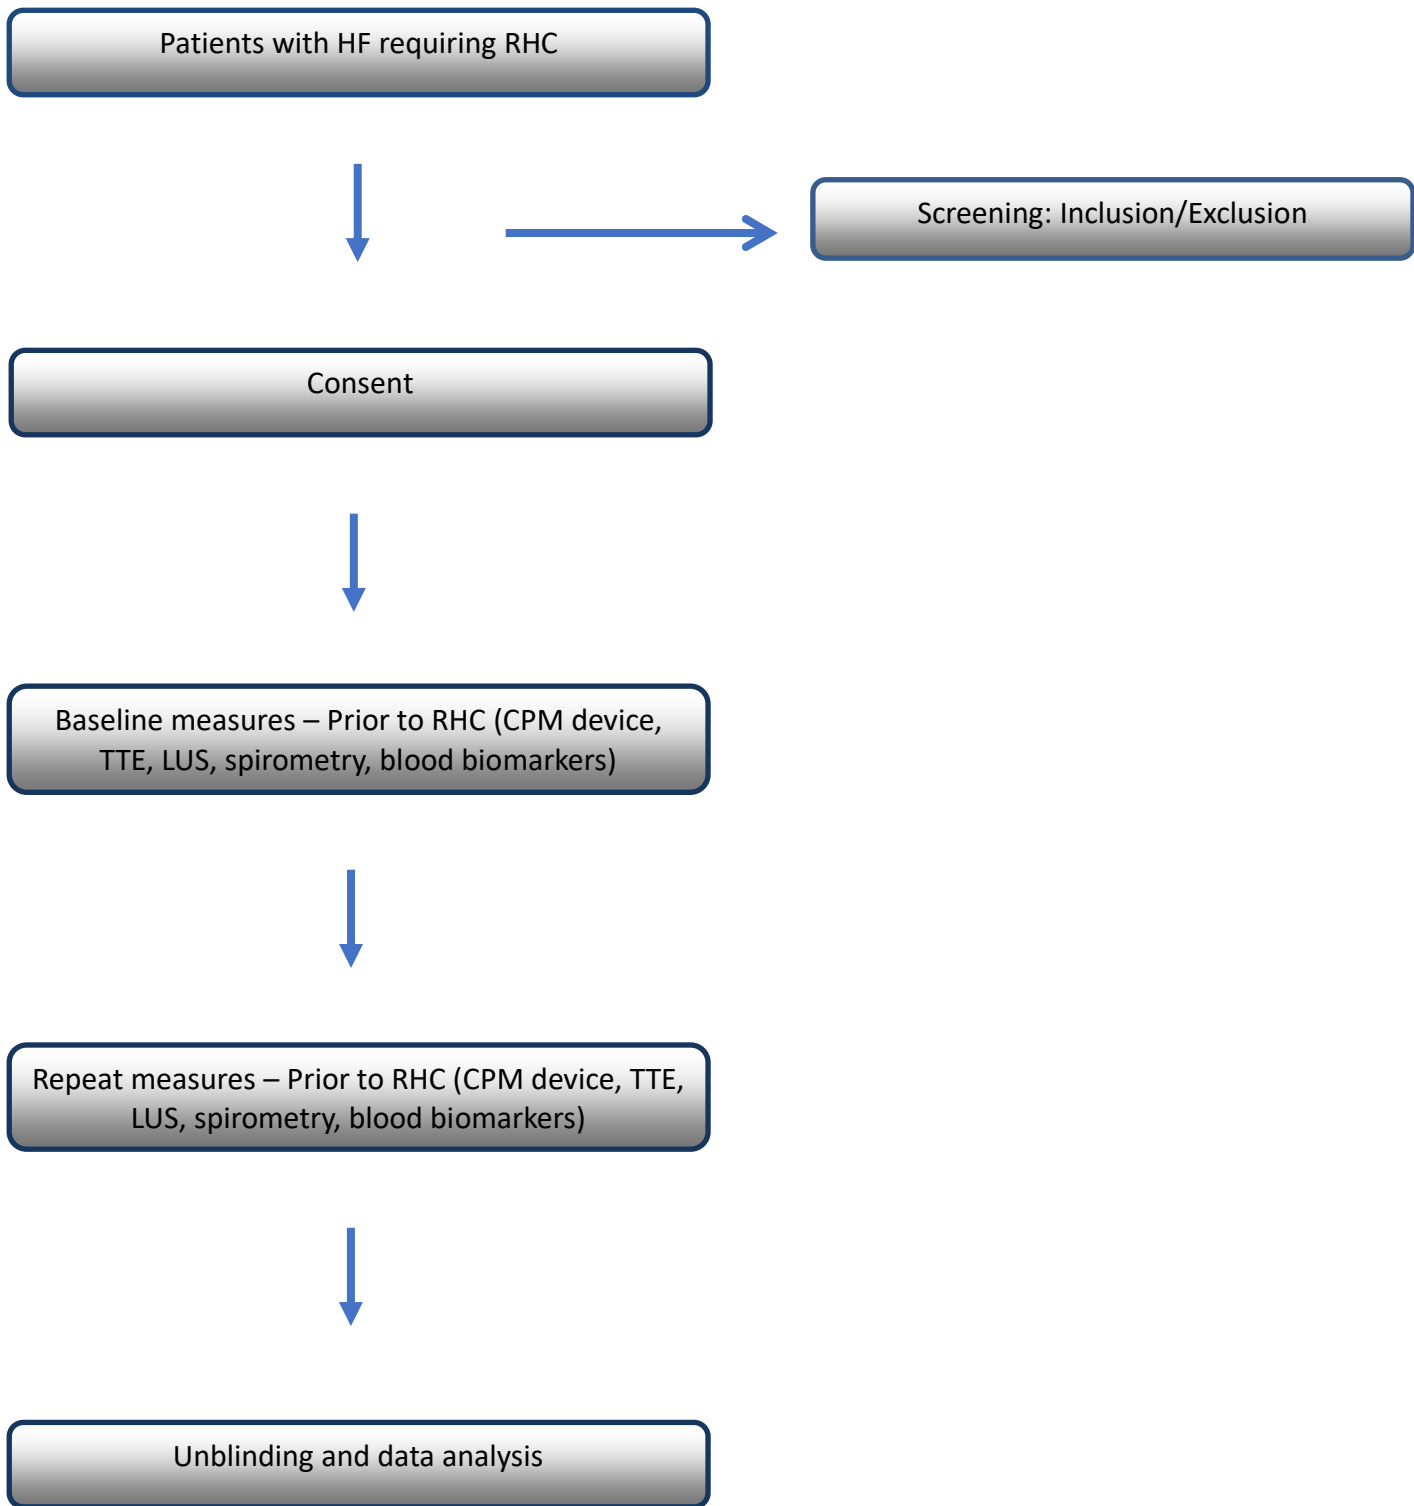 Patients with HF requiring RHC
Screening: Inclusion/Exclusion
Consent
Baseline measures – Prior to RHC (CPM device,
TTE, LUS, spirometry, blood biomarkers)
Repeat measures – Prior to RHC (CPM device, TTE,
LUS, spirometry, blood biomarkers)
Unblinding and data analysis